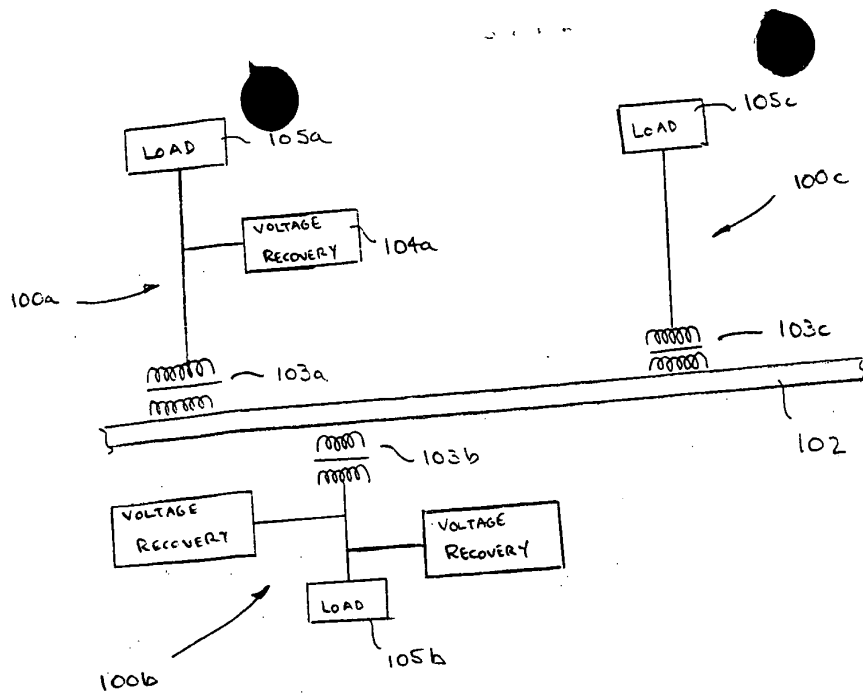 LOAD
105a
VOLTAGE
RECOVERY
104a
100a
103a
LOAD
105c
100c
103c
102
103b
VOLTAGE
RECOVERY
VOLTAGE
RECOVERY
LOAD
105b
100b